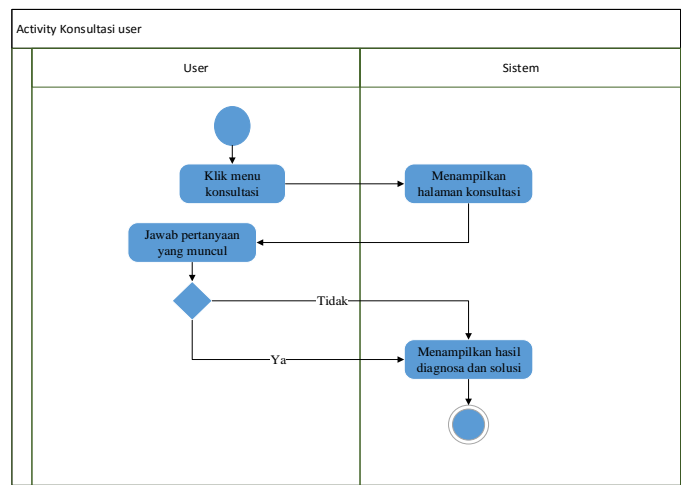 Activity Konsultasi user
User
Sistem
Klik menu
konsultasi
Menampilkan
halaman konsultasi
Jawab pertanyaan
yang muncul
Tidak
Ya
Menampilkan hasil
diagnosa dan solusi